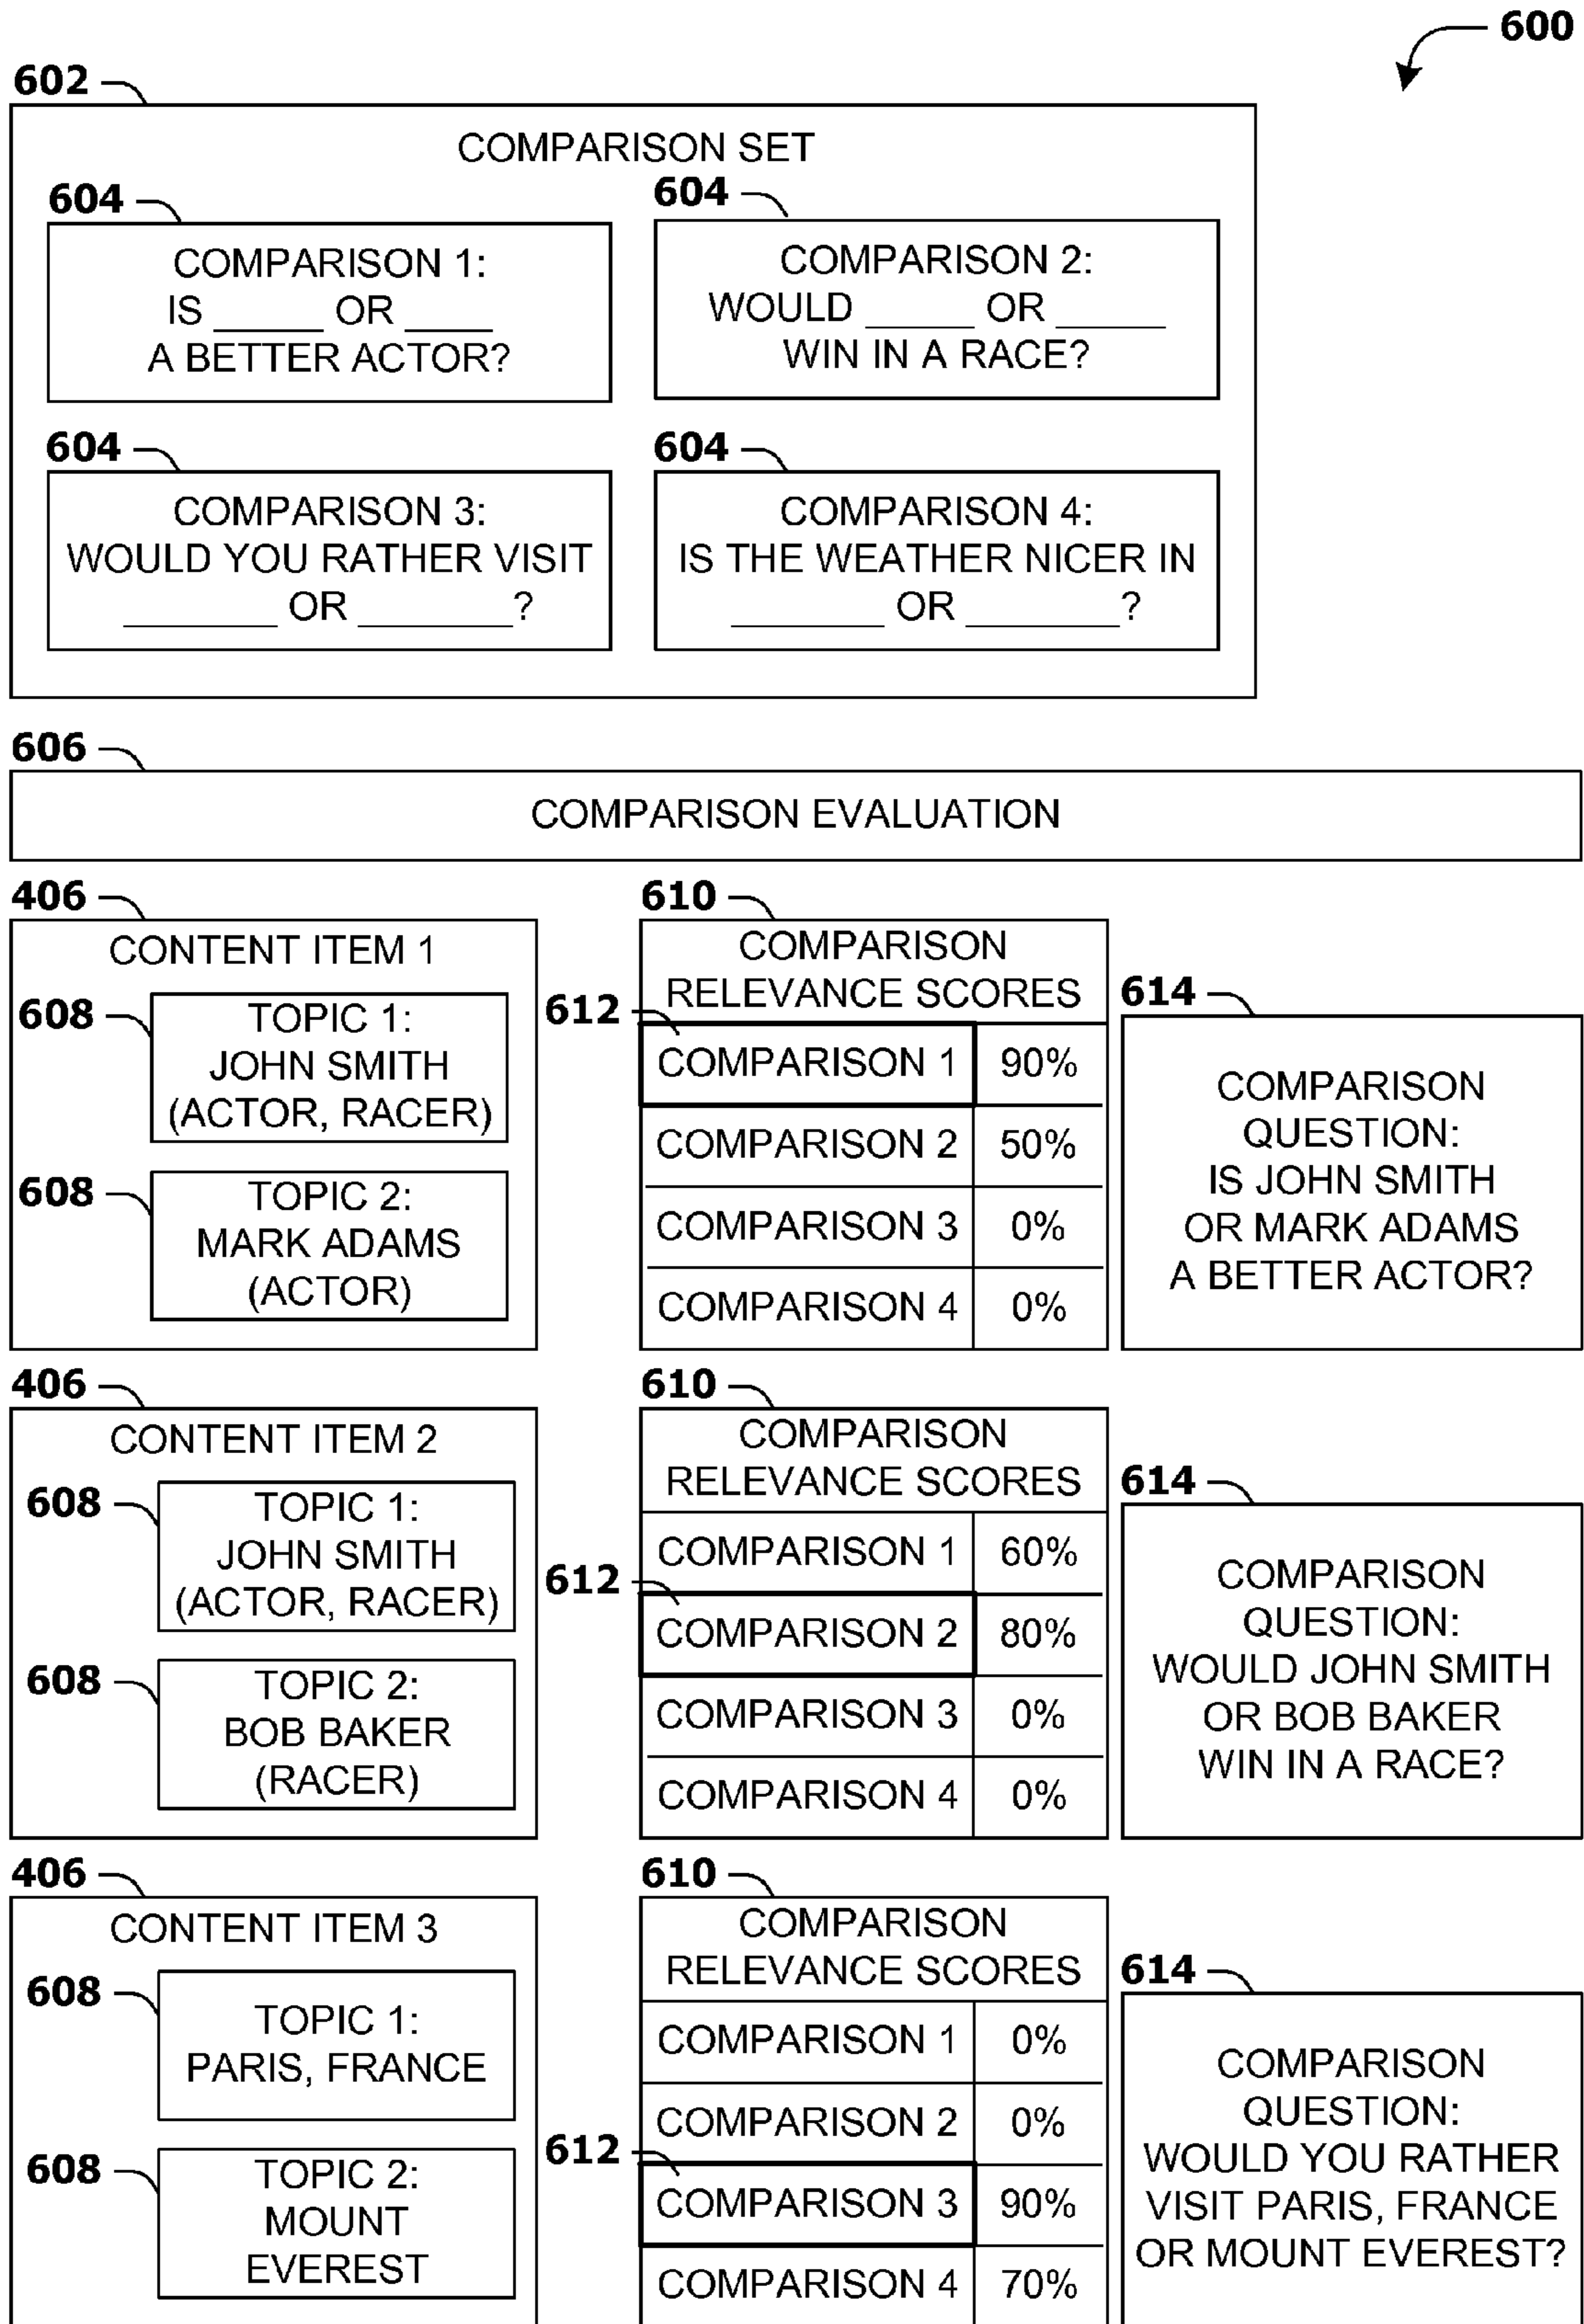 600
602
COMPARISON SET
604
COMPARISON 1:
IS _____ OR ____
A BETTER ACTOR?
604
COMPARISON 2:
WOULD _____ OR _____
WIN IN A RACE?
604
COMPARISON 3:
WOULD YOU RATHER VISIT
_______ OR _______?
604
COMPARISON 4:
IS THE WEATHER NICER IN
_______ OR _______?
606
COMPARISON EVALUATION
406
CONTENT ITEM 1
608
TOPIC 1:
JOHN SMITH
(ACTOR, RACER)
608
TOPIC 2:
MARK ADAMS
(ACTOR)
610
COMPARISON
RELEVANCE SCORES
612
COMPARISON 1 90%
COMPARISON 2 50%
COMPARISON 3 0%
COMPARISON 4 0%
614
COMPARISON
QUESTION:
IS JOHN SMITH
OR MARK ADAMS
A BETTER ACTOR?
406
CONTENT ITEM 2
608
TOPIC 1:
JOHN SMITH
(ACTOR, RACER)
608
TOPIC 2:
BOB BAKER
(RACER)
610
COMPARISON
RELEVANCE SCORES
COMPARISON 1 60%
612
COMPARISON 2 80%
COMPARISON 3 0%
COMPARISON 4 0%
614
COMPARISON
QUESTION:
WOULD JOHN SMITH
OR BOB BAKER
WIN IN A RACE?
406
CONTENT ITEM 3
608
TOPIC 1:
PARIS, FRANCE
608
TOPIC 2:
MOUNT
EVEREST
610
COMPARISON
RELEVANCE SCORES
COMPARISON 1 0%
COMPARISON 2 0%
612
COMPARISON 3 90%
COMPARISON 4 70%
614
COMPARISON
QUESTION:
WOULD YOU RATHER
VISIT PARIS, FRANCE
OR MOUNT EVEREST?